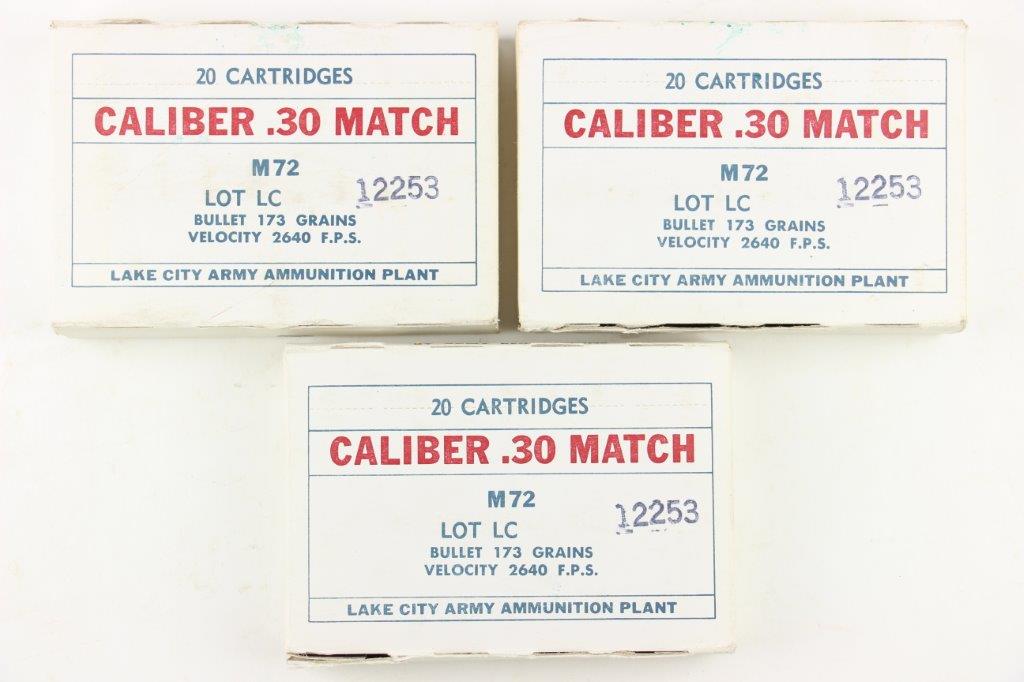 20 CARTRIDGES
CALIBER .30 MATCH
M72
LOT LC 12253
BULLET 173 GRAINS
VELOCITY 2640 F.P.S.
LAKE CITY ARMY AMMUNITION PLANT
20 CARTRIDGES
CALIBER .30 MATCH
M72
LOT LC 12253
BULLET 173 GRAINS
VELOCITY 2640 F.P.S.
LAKE CITY ARMY AMMUNITION PLANT
20 CARTRIDGES
CALIBER .30 MATCH
M72
LOT LC 12253
BULLET 173 GRAINS
VELOCITY 2640 F.P.S.
LAKE CITY ARMY AMMUNITION PLANT